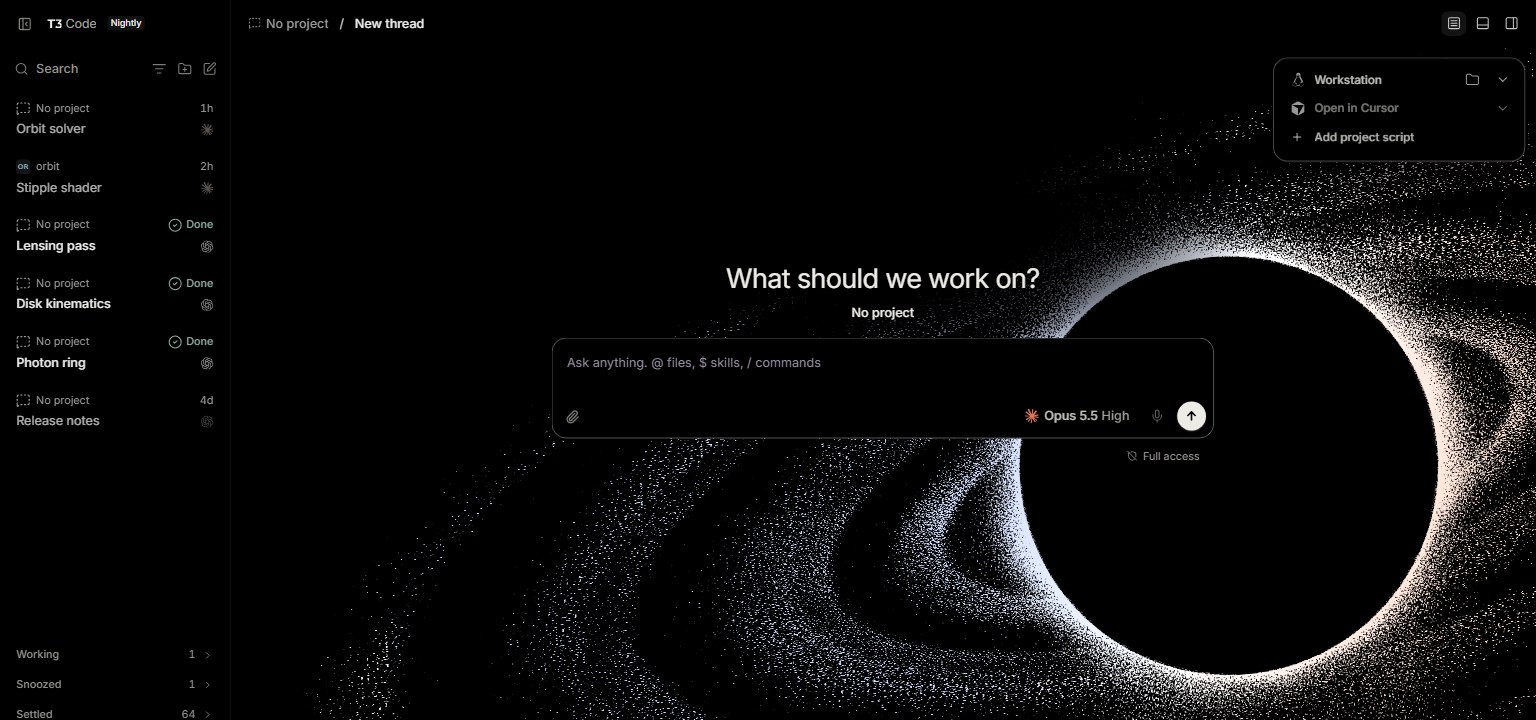 T3 Code Nightly
No project / New thread
Search
No project 1h
Orbit solver
OR orbit 2h
Stipple shader
No project Done
Lensing pass
No project Done
Disk kinematics
No project Done
Photon ring
No project 4d
Release notes
Working 1
Snoozed 1
Settled 64
Workstation
Open in Cursor
Add project script
What should we work on?
No project
Ask anything. @ files, $ skills, / commands
Opus 5.5 High
Full access